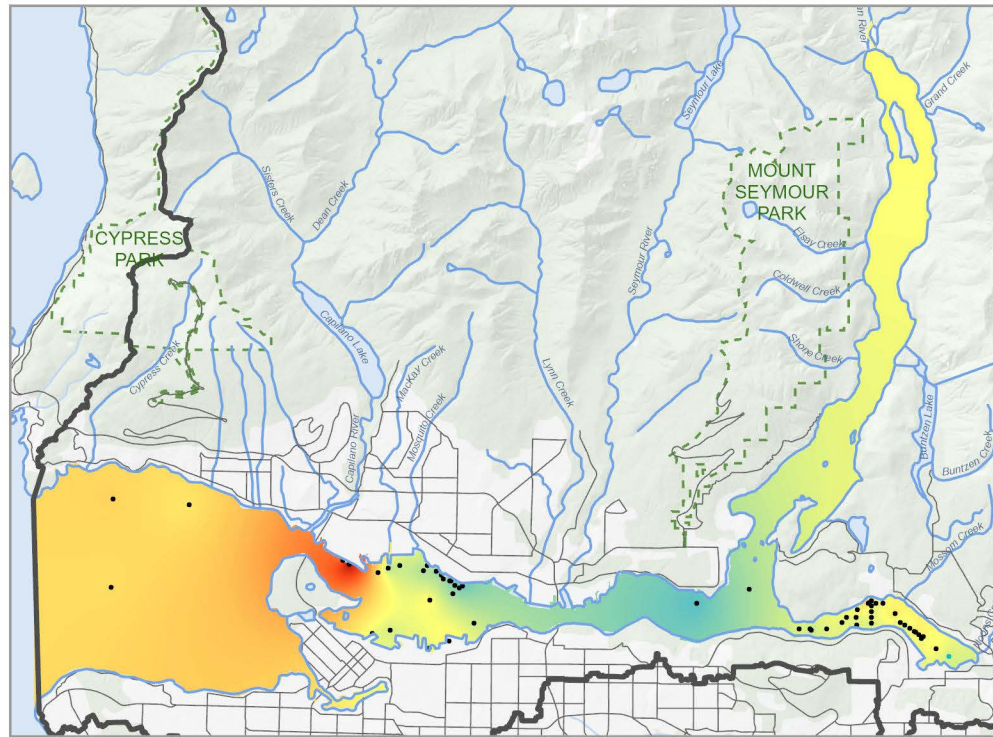 Grand Creek
Seymour Lake
MOUNT
SEYMOUR
PARK
Sisters Creek
Dean Creek
Elsay Creek
CYPRESS
PARK
Seymour River
Coldwell Creek
Capilano Lake
Shone Creek
Cypress Creek
MacKay Creek
Lynn Creek
Mosquito Creek
Buntzen Lake
Buntzen Creek
Capilano River
Mossom Creek